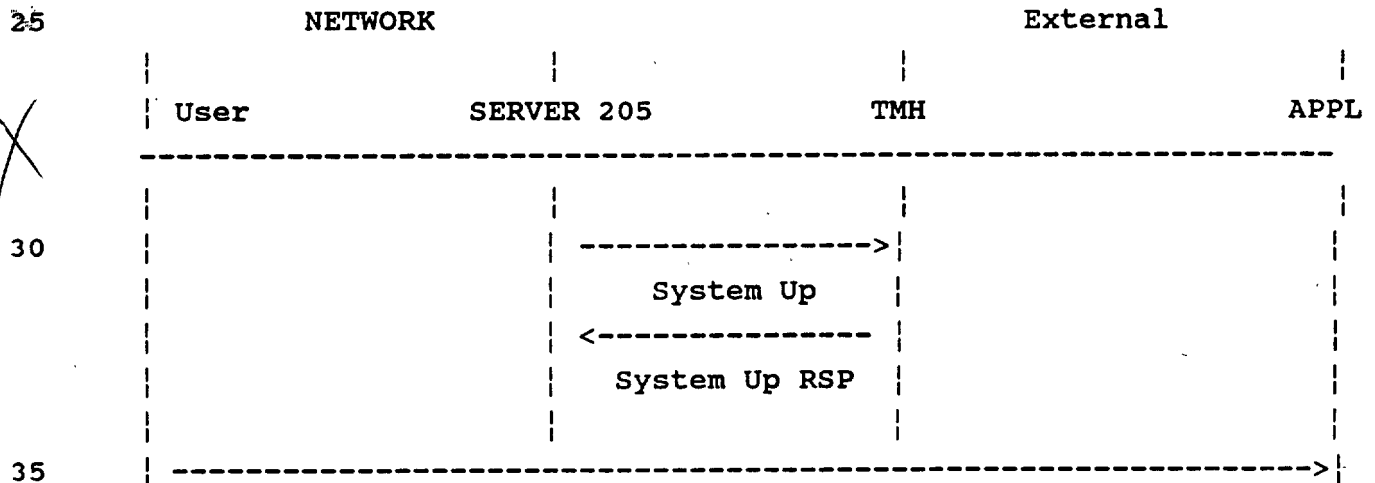 25 NETWORK External
User SERVER 205 TMH APPL
30
System Up
System Up RSP
35